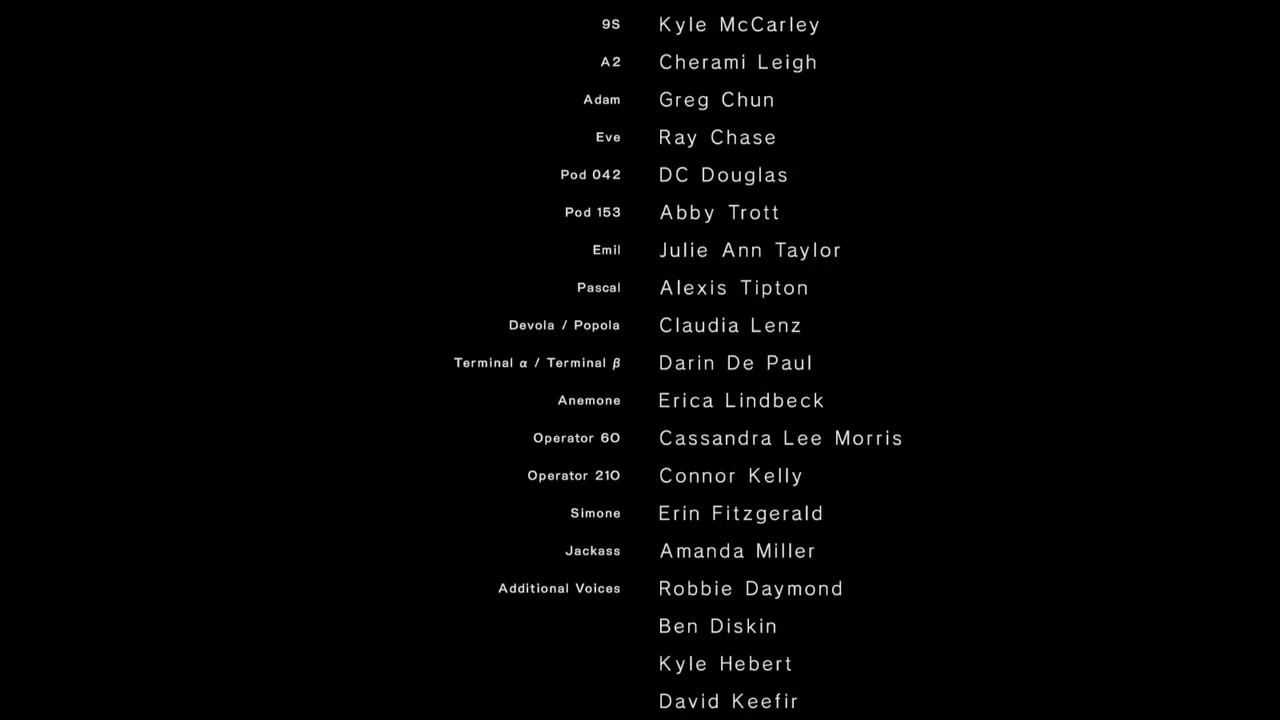 9S Kyle McCarley
A2 Cherami Leigh
Adam Greg Chun
Eve Ray Chase
Pod 042 DC Douglas
Pod 153 Abby Trott
Emil Julie Ann Taylor
Pascal Alexis Tipton
Devola / Popola Claudia Lenz
Terminal α / Terminal β Darin De Paul
Anemone Erica Lindbeck
Operator 6O Cassandra Lee Morris
Operator 21O Connor Kelly
Simone Erin Fitzgerald
Jackass Amanda Miller
Additional Voices Robbie Daymond
Ben Diskin
Kyle Hebert
David Keefir